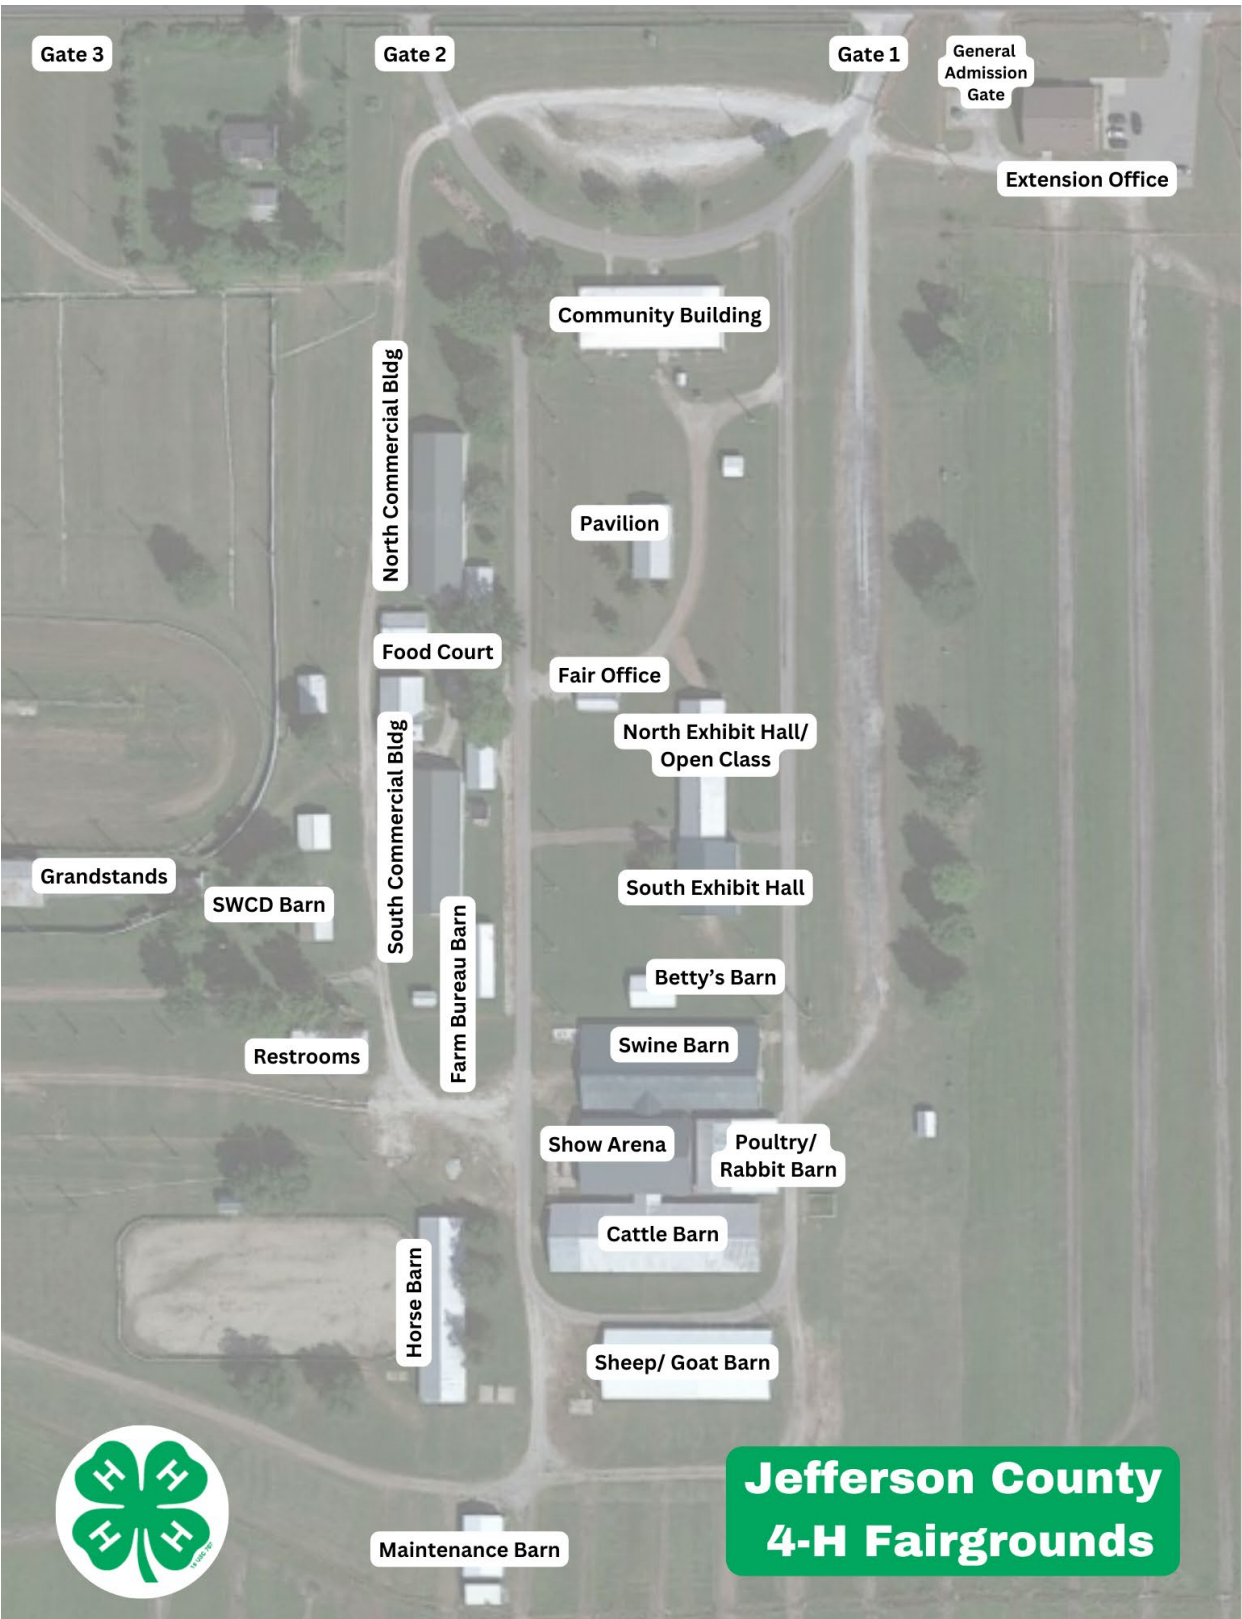 Gate 3
Gate 2
Gate 1
General
Admission
Gate
Extension Office
Community Building
North Commercial Bldg
Pavilion
Food Court
Fair Office
North Exhibit Hall/
Open Class
South Commercial Bldg
Grandstands
South Exhibit Hall
SWCD Barn
Farm Bureau Barn
Betty's Barn
Swine Barn
Restrooms
Show Arena
Poultry/
Rabbit Barn
Cattle Barn
Horse Barn
Sheep/ Goat Barn
H H
H H
18 USC 707
Jefferson County
4-H Fairgrounds
Maintenance Barn